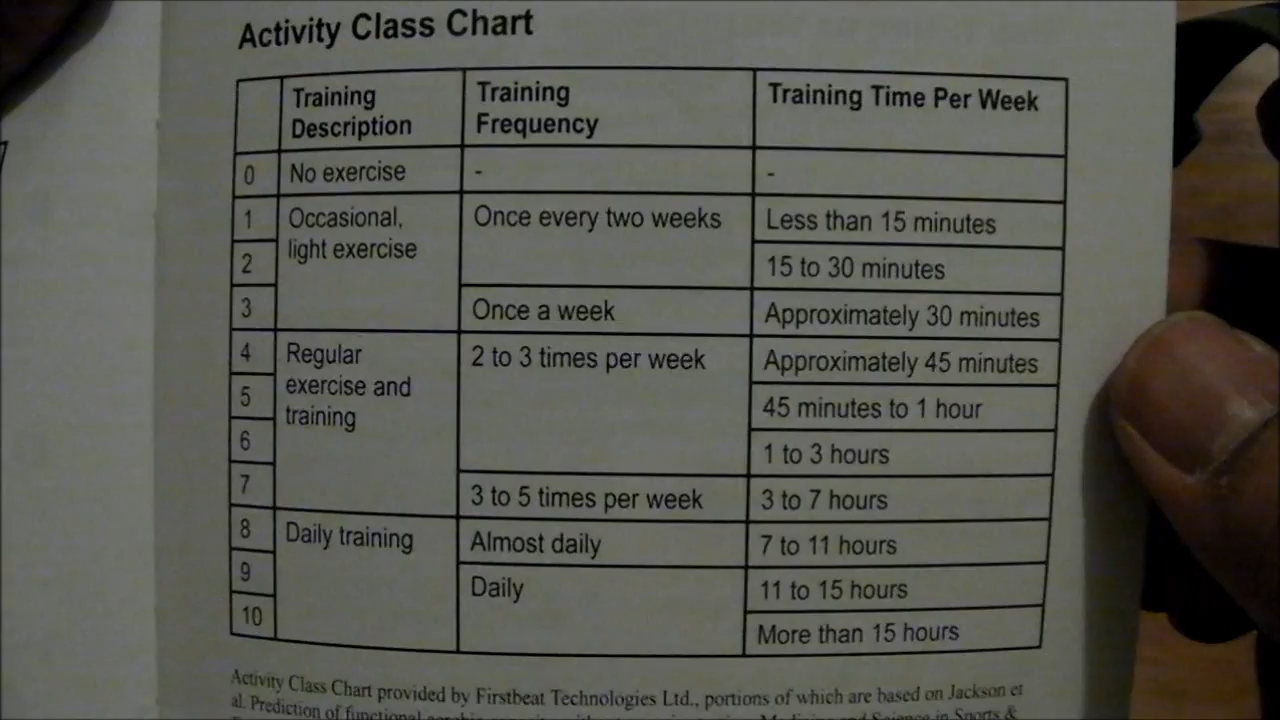 Activity Class Chart
Training Description Training Frequency Training Time Per Week
0 No exercise - -
1 Occasional, light exercise Once every two weeks Less than 15 minutes
2 15 to 30 minutes
3 Once a week Approximately 30 minutes
4 Regular exercise and training 2 to 3 times per week Approximately 45 minutes
5 45 minutes to 1 hour
6 1 to 3 hours
7 3 to 5 times per week 3 to 7 hours
8 Daily training Almost daily 7 to 11 hours
9 Daily 11 to 15 hours
10 More than 15 hours
Activity Class Chart provided by Firstbeat Technologies Ltd., portions of which are based on Jackson et
al. Prediction of functional aerobic